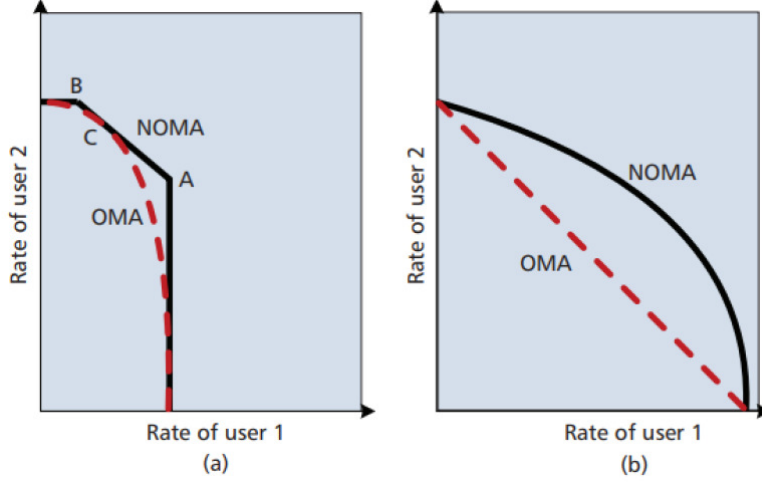 B
C
NOMA
A
OMA
Rate of user 2
Rate of user 1
(a)
NOMA
OMA
Rate of user 2
Rate of user 1
(b)